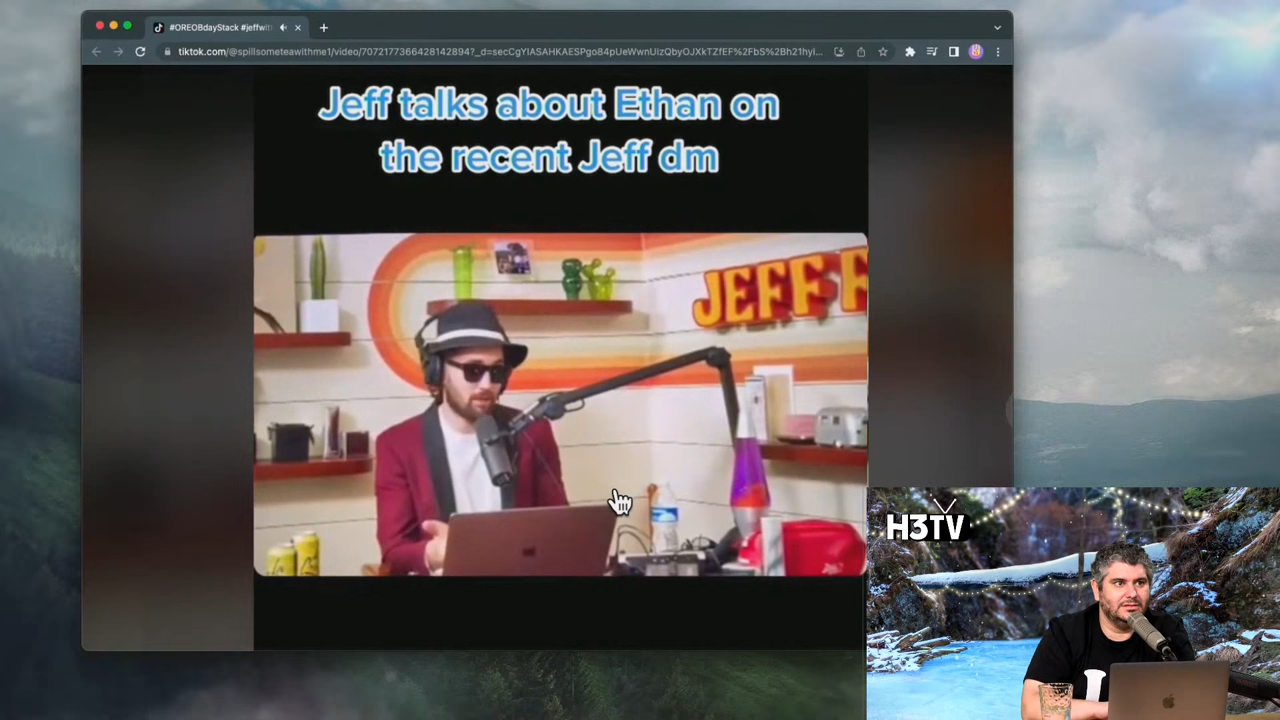 #OREOBdayStack #jeffwitt
tiktok.com/@spillsometeawithme1/video/7072177366428142894?_d=secCgYIASAHKAESPgo84pUeWwnUizQbyOJXkTZfEF%2FbS%2Bh21hyi...
Jeff talks about Ethan on
the recent Jeff dm
JEFF F
H3TV